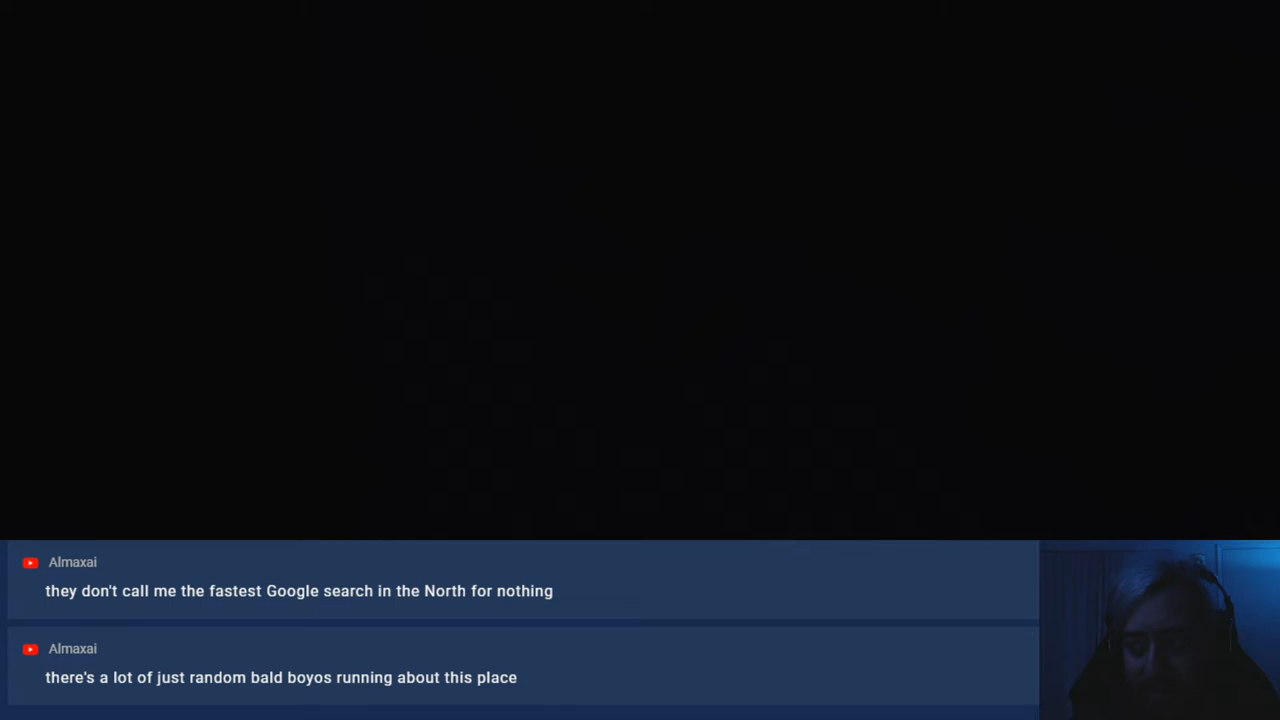 Almaxai
they don't call me the fastest Google search in the North for nothing
Almaxai
there's a lot of just random bald boyos running about this place